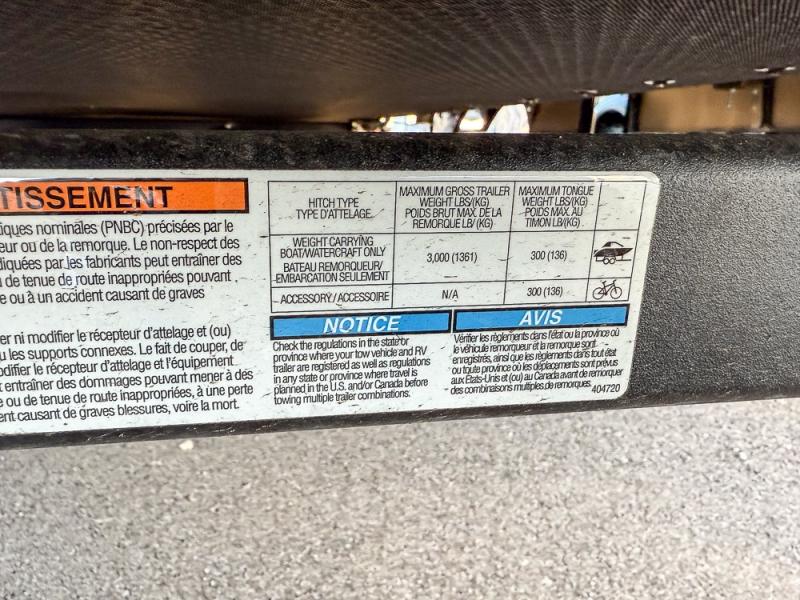 TISSEMENT
iques nominales (PNBC) précisées par le
eur ou de la remorque. Le non-respect des
diquées par les fabricants peut entraîner des
u de tenue de route inappropriées pouvant
e ou à un accident causant de graves
er ni modifier le récepteur d'attelage et (ou)
u les supports connexes. Le fait de couper, de
odifier le récepteur d'attelage et l'équipement
t entraîner des dommages pouvant mener à des
e ou de tenue de route inappropriées, à une perte
ent causant de graves blessures, voire la mort.
HITCH TYPE
TYPE D'ATTELAGE
MAXIMUM GROSS TRAILER
WEIGHT LBS/(KG)
POIDS BRUT MAX. DE LA
REMORQUE LB/ (KG)
MAXIMUM TONGUE
WEIGHT LBS/(KG)
POIDS MAX. AU
TIMON LB/(KG)
WEIGHT CARRYING
BOAT/WATERCRAFT ONLY
BATEAU REMORQUEUR/
EMBARCATION SEULEMENT
3,000 (1361)
300 (136)
ACCESSORY / ACCESSOIRE
N/A
300 (136)
NOTICE
Check the regulations in the state or
province where your tow vehicle and RV
trailer are registered as well as regulations
in any state or province where travel is
planned in the U.S. and/or Canada before
towing multiple trailer combinations.
AVIS
Vérifier les règlements dans l'état ou la province où
le véhicule remorqueur et la remorque sont
enregistrés, ainsi que les règlements dans tout état
ou toute province où les déplacements sont prévus
aux États-Unis et (ou) au Canada avant de remorquer
des combinaisons multiples de remorques.
404720